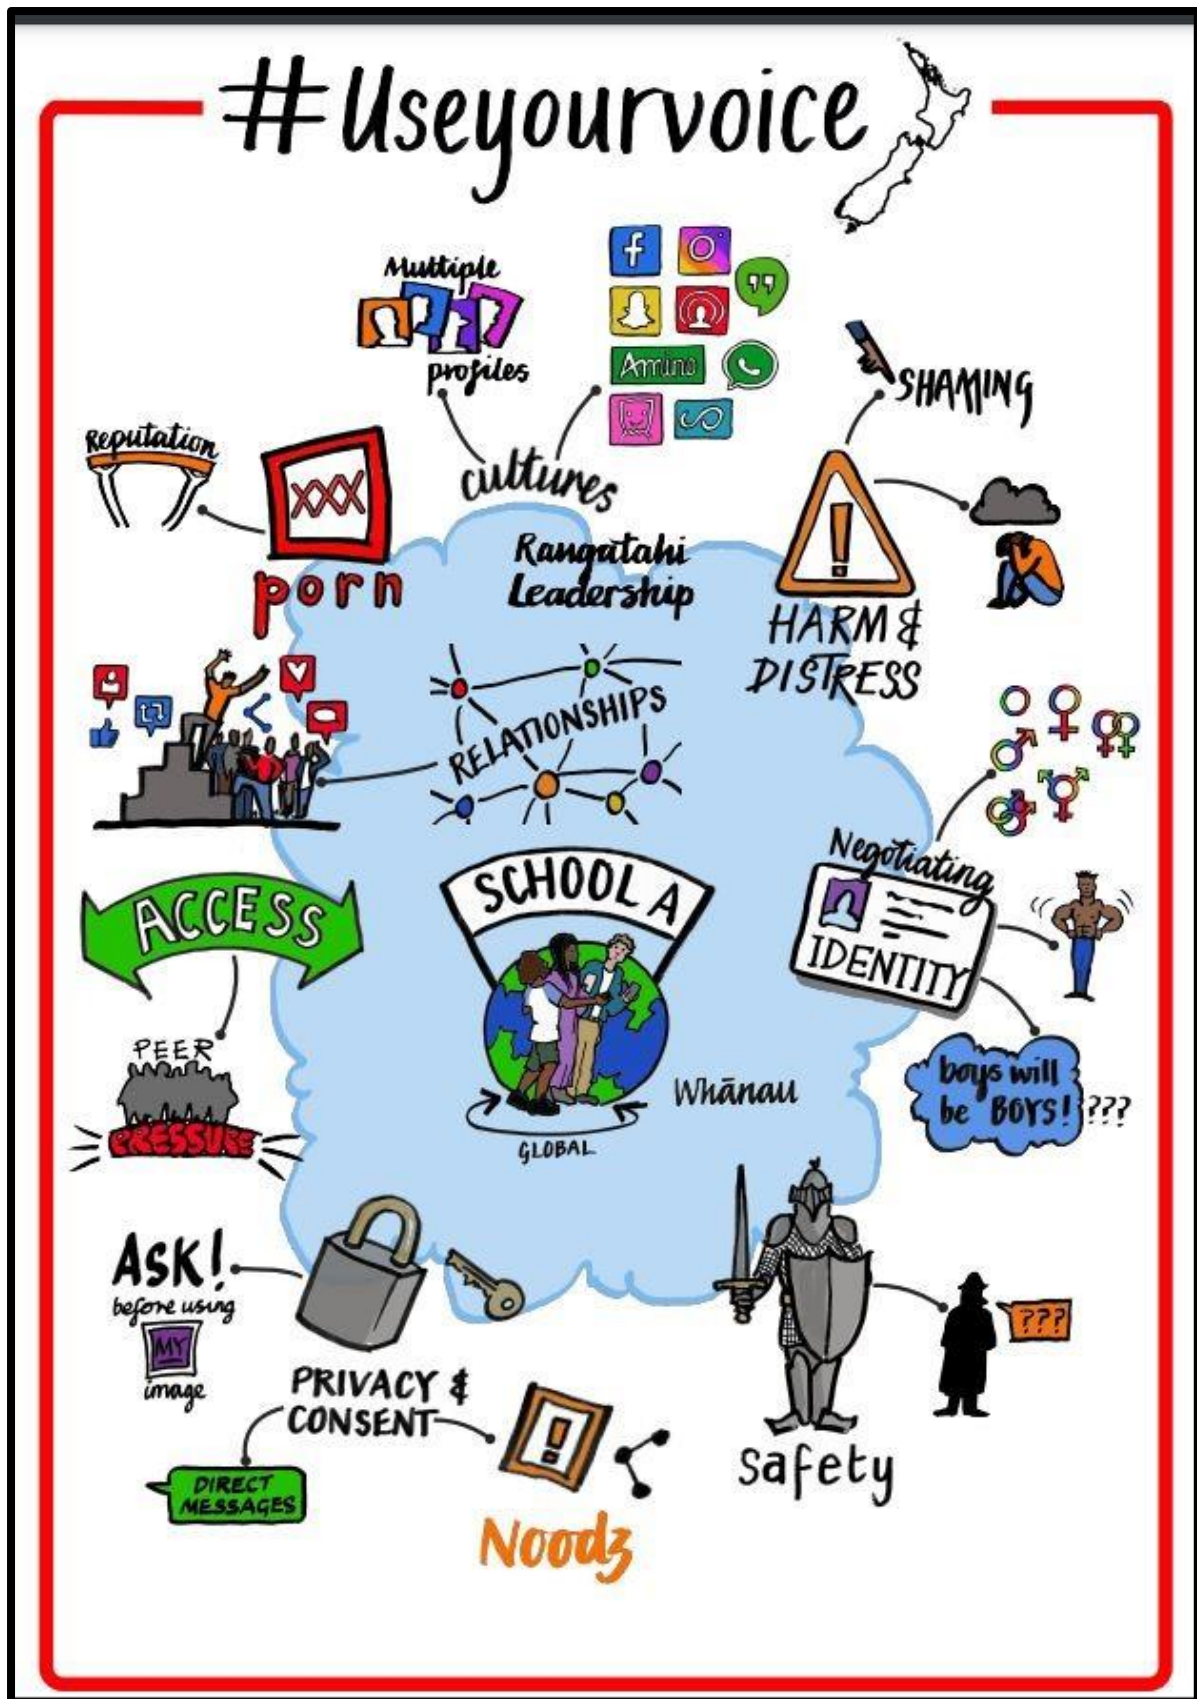 #Useyourvoice
Multiple
profiles
Amino
SHAMING
Reputation
XXX
porn
cultures
Rangatahi
Leadership
HARM &
DISTRESS
RELATIONSHIPS
ACCESS
SCHOOL A
GLOBAL
Whānau
Negotiating
IDENTITY
boys will
be BOYS! ???
PEER
PRESSURE
ASK!
before using
MY
image
PRIVACY &
CONSENT
DIRECT
MESSAGES
Noodz
safety
???